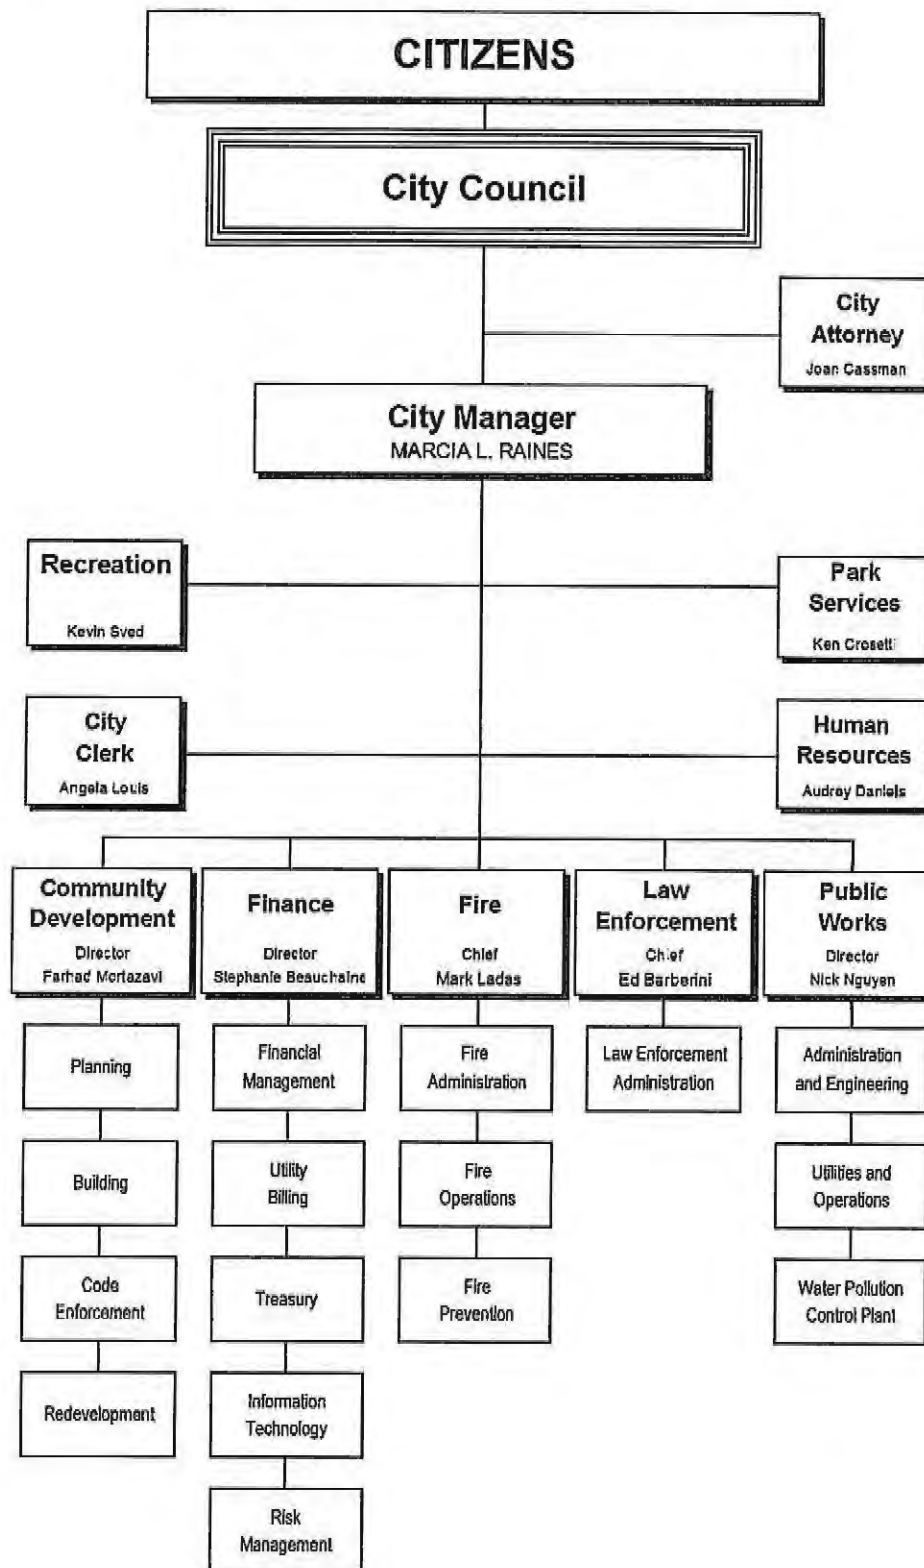 CITIZENS
City Council
City
Attorney
Joan Cassman
City Manager
MARCIA L. RAINES
Recreation
Kevin Sved
Park
Services
Ken Crosetti
City
Clerk
Angela Louis
Human
Resources
Audrey Daniels
Community
Development
Director
Farhad Mortazavi
Finance
Director
Stephanie Beauchaine
Fire
Chief
Mark Ladas
Law
Enforcement
Chief
Ed Barberini
Public
Works
Director
Nick Nguyen
Planning
Building
Code
Enforcement
Redevelopment
Financial
Management
Utility
Billing
Treasury
Information
Technology
Risk
Management
Fire
Administration
Fire
Operations
Fire
Prevention
Law Enforcement
Administration
Administration
and Engineering
Utilities and
Operations
Water Pollution
Control Plant